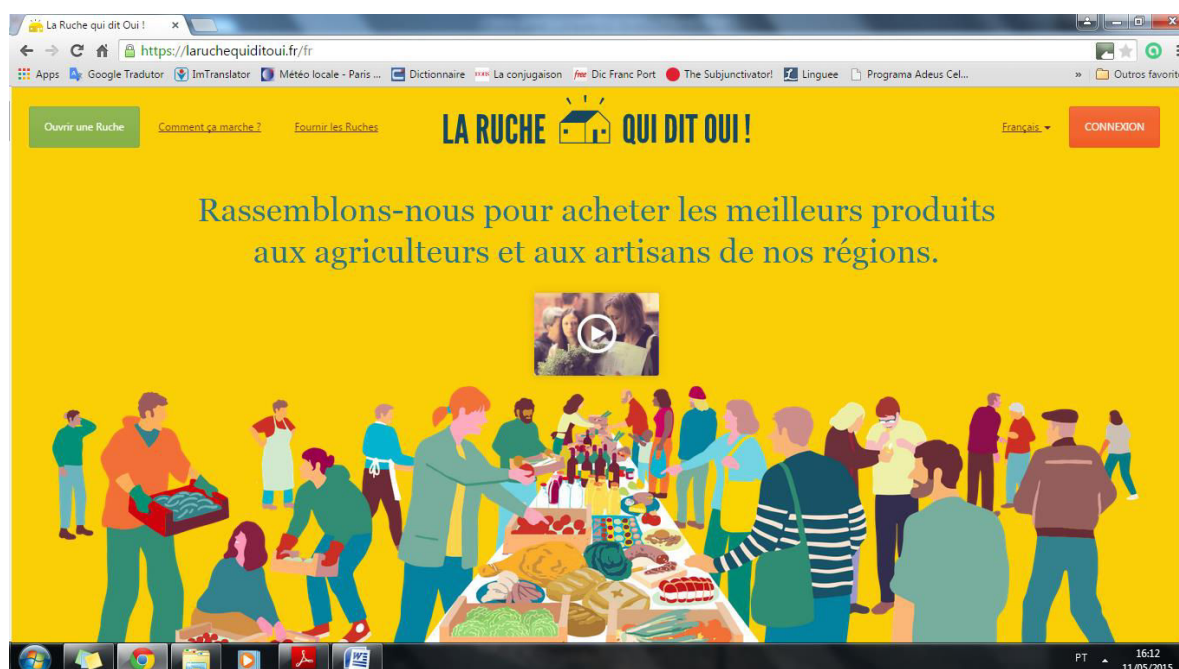 La Ruche qui dit Oui !
https://laruchequiditoui.fr/fr
Apps Google Tradutor ImTranslator Météo locale - Paris ... Dictionnaire La conjugaison free Dic Franc Port The Subjunctivator! Linguee Programa Adeus Cel... » Outros favorit
Ouvrir une Ruche Comment ça marche ? Fournir les Ruches LA RUCHE QUI DIT OUI ! Français CONNEXION
Rassemblons-nous pour acheter les meilleurs produits
aux agriculteurs et aux artisans de nos régions.
PT 16:12
11/05/2015